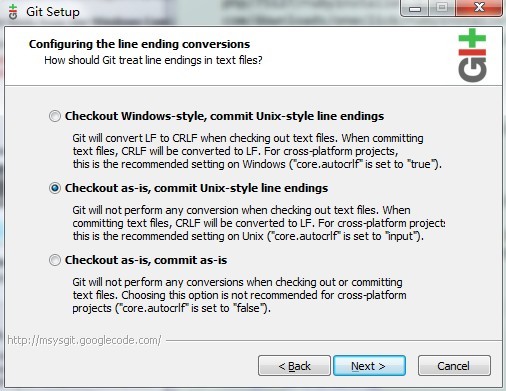 Git Setup
Configuring the line ending conversions
How should Git treat line endings in text files?
Checkout Windows-style, commit Unix-style line endings
Git will convert LF to CRLF when checking out text files. When committing
text files, CRLF will be converted to LF. For cross-platform projects,
this is the recommended setting on Windows ("core.autocrlf" is set to "true").
Checkout as-is, commit Unix-style line endings
Git will not perform any conversion when checking out text files. When
committing text files, CRLF will be converted to LF. For cross-platform projects
this is the recommended setting on Unix ("core.autocrlf" is set to "input").
Checkout as-is, commit as-is
Git will not perform any conversions when checking out or committing
text files. Choosing this option is not recommended for cross-platform
projects ("core.autocrlf" is set to "false").
http://msysgit.googlecode.com/
< Back
Next >
Cancel